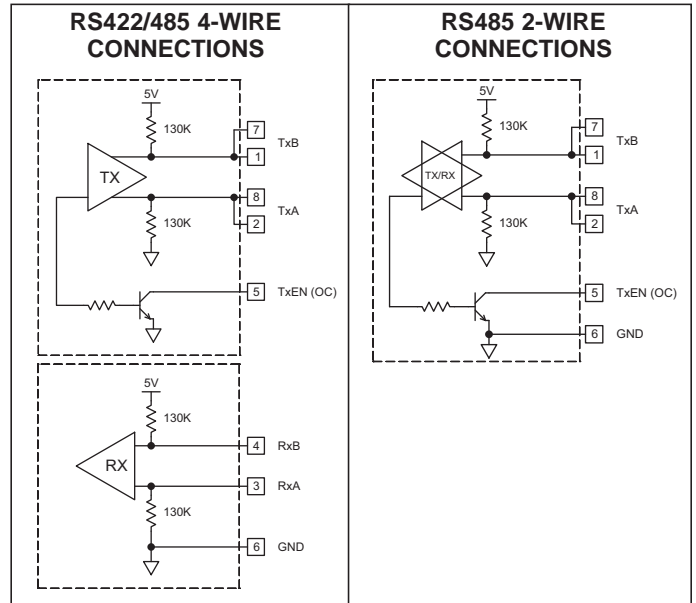 RS422/485 4-WIRE
CONNECTIONS
5V
130K
7
TxB
1
TX
8
TxA
130K
2
5
TxEN (OC)
5V
130K
4
RxB
RX
3
RxA
130K
6
GND
RS485 2-WIRE
CONNECTIONS
5V
130K
7
TxB
1
TX/RX
8
TxA
130K
2
5
TxEN (OC)
6
GND